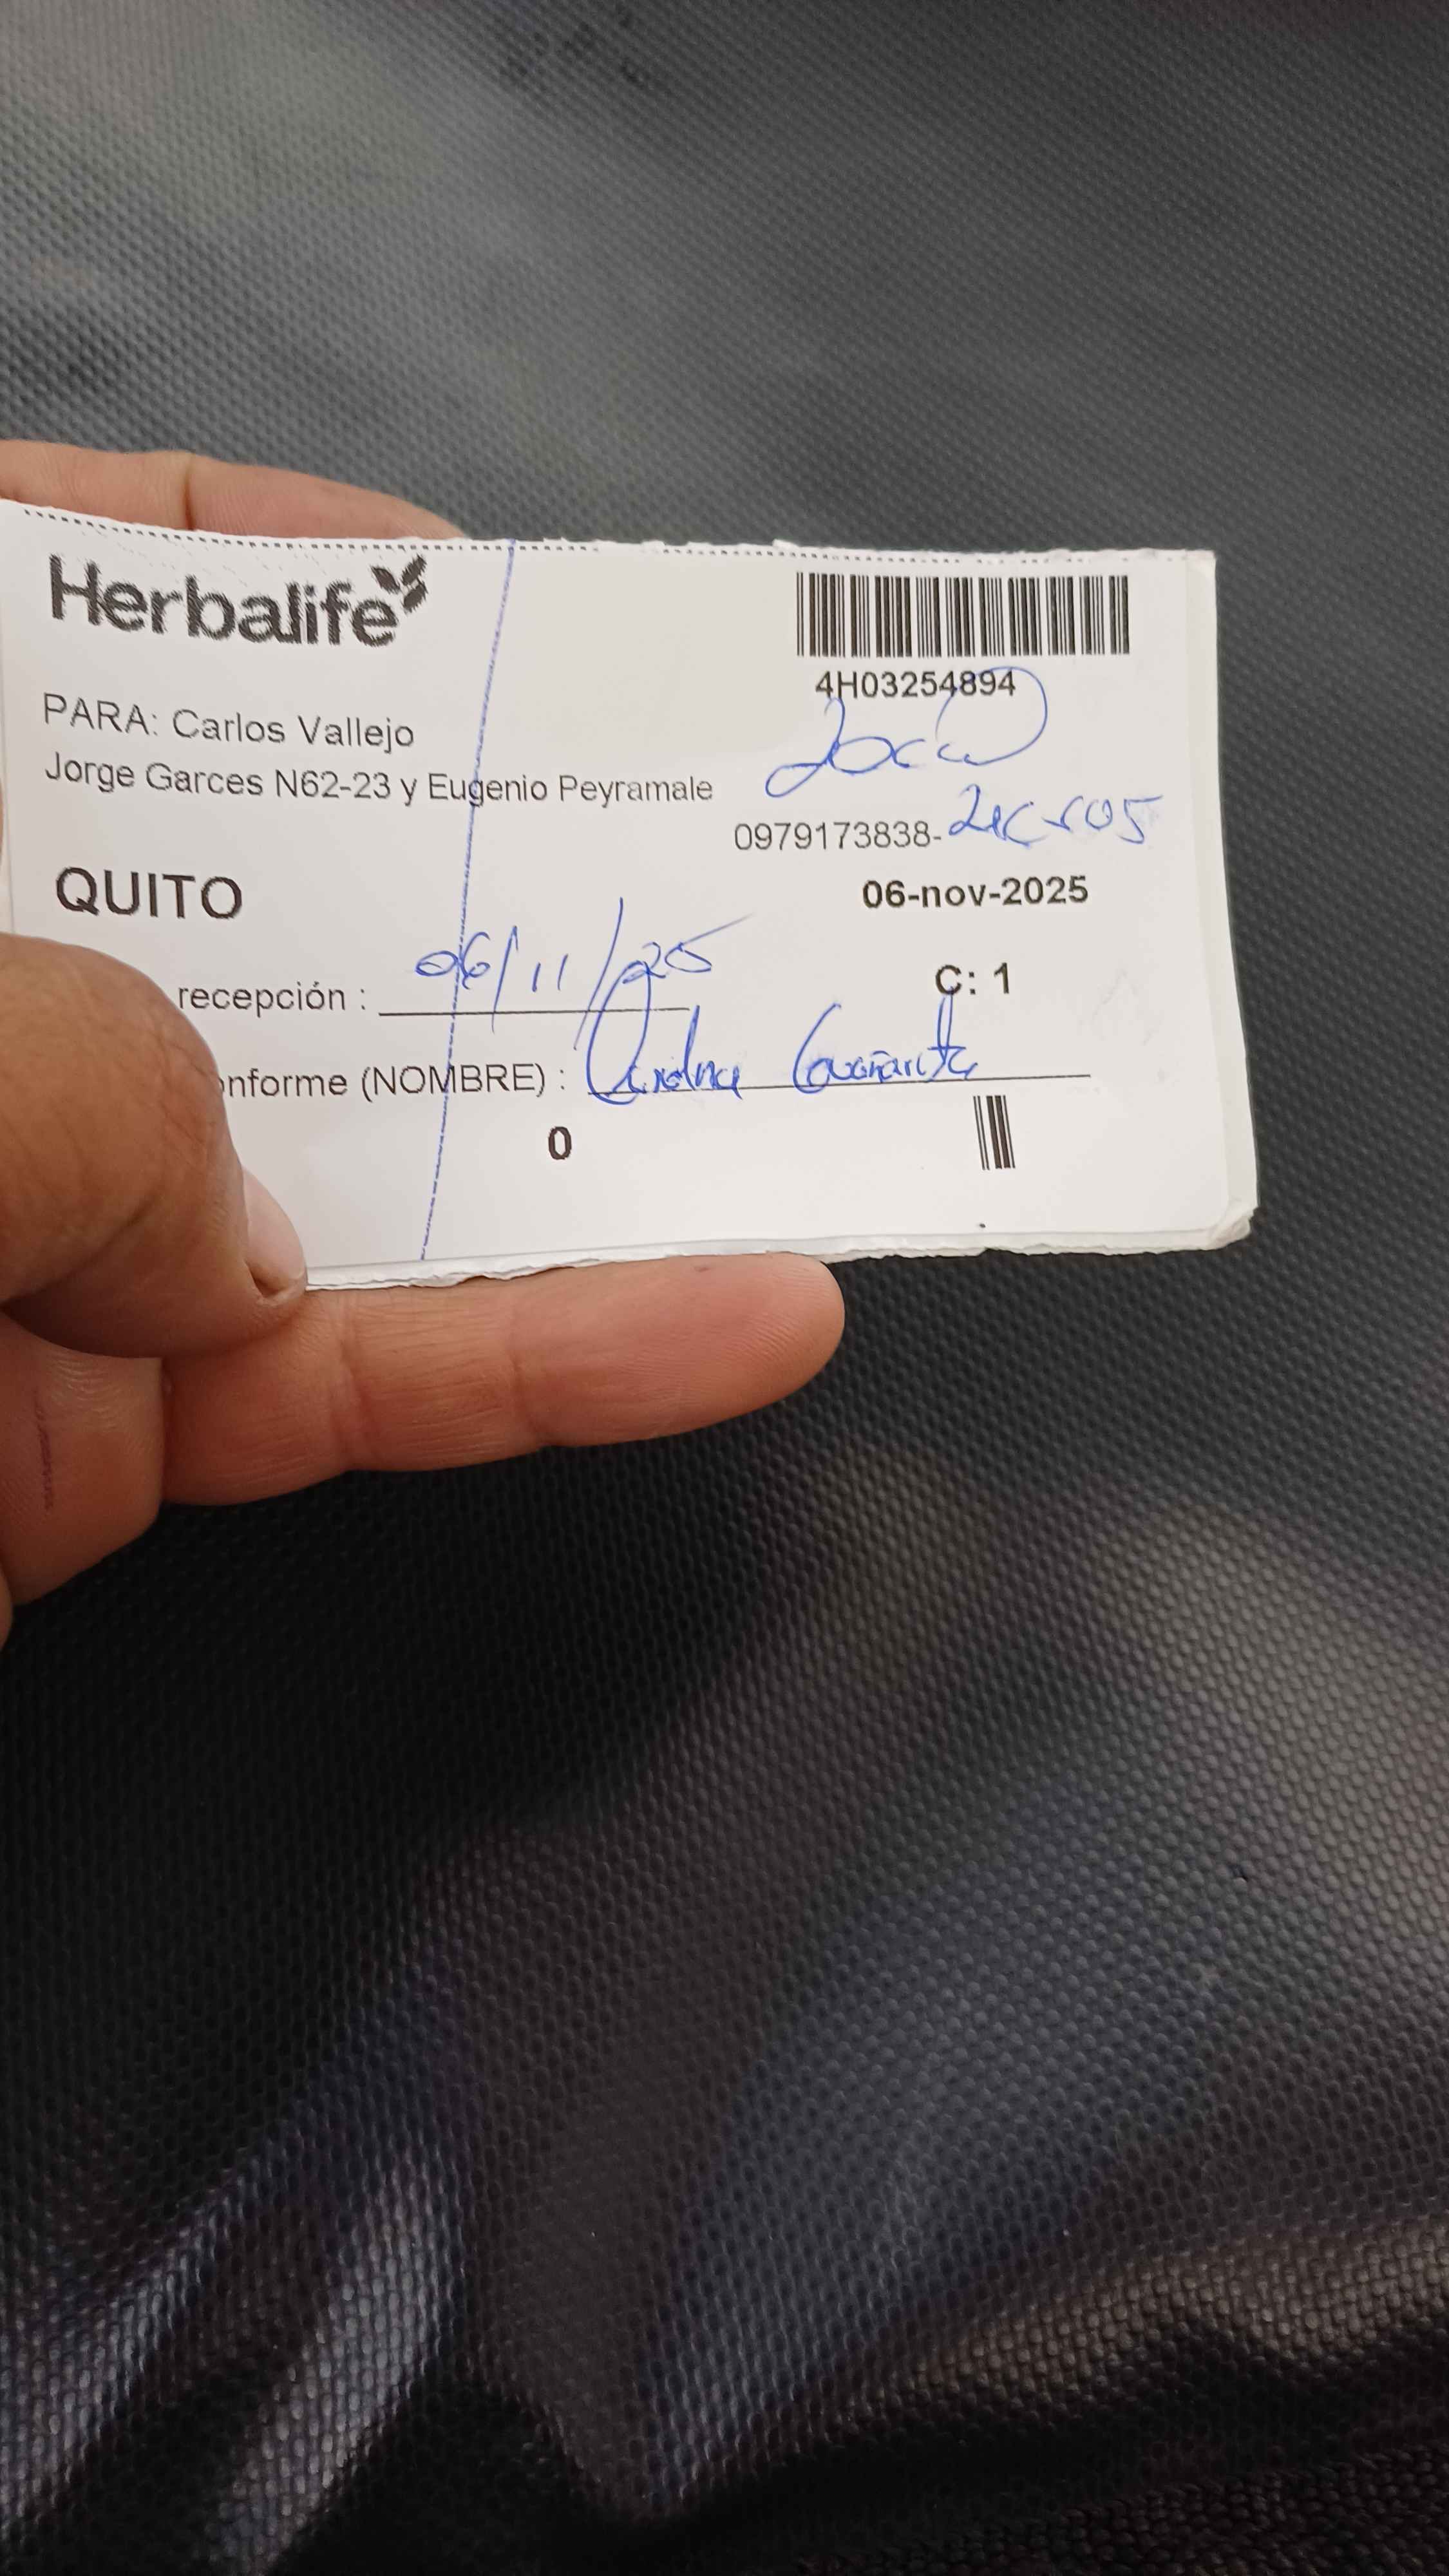 Herbalife
4H03254894
PARA: Carlos Vallejo
Jorge Garces N62-23 y Eugenio Peyramale
0979173838-
QUITO
06-nov-2025
recepción : 06/11/25
C: 1
onforme (NOMBRE) :
0